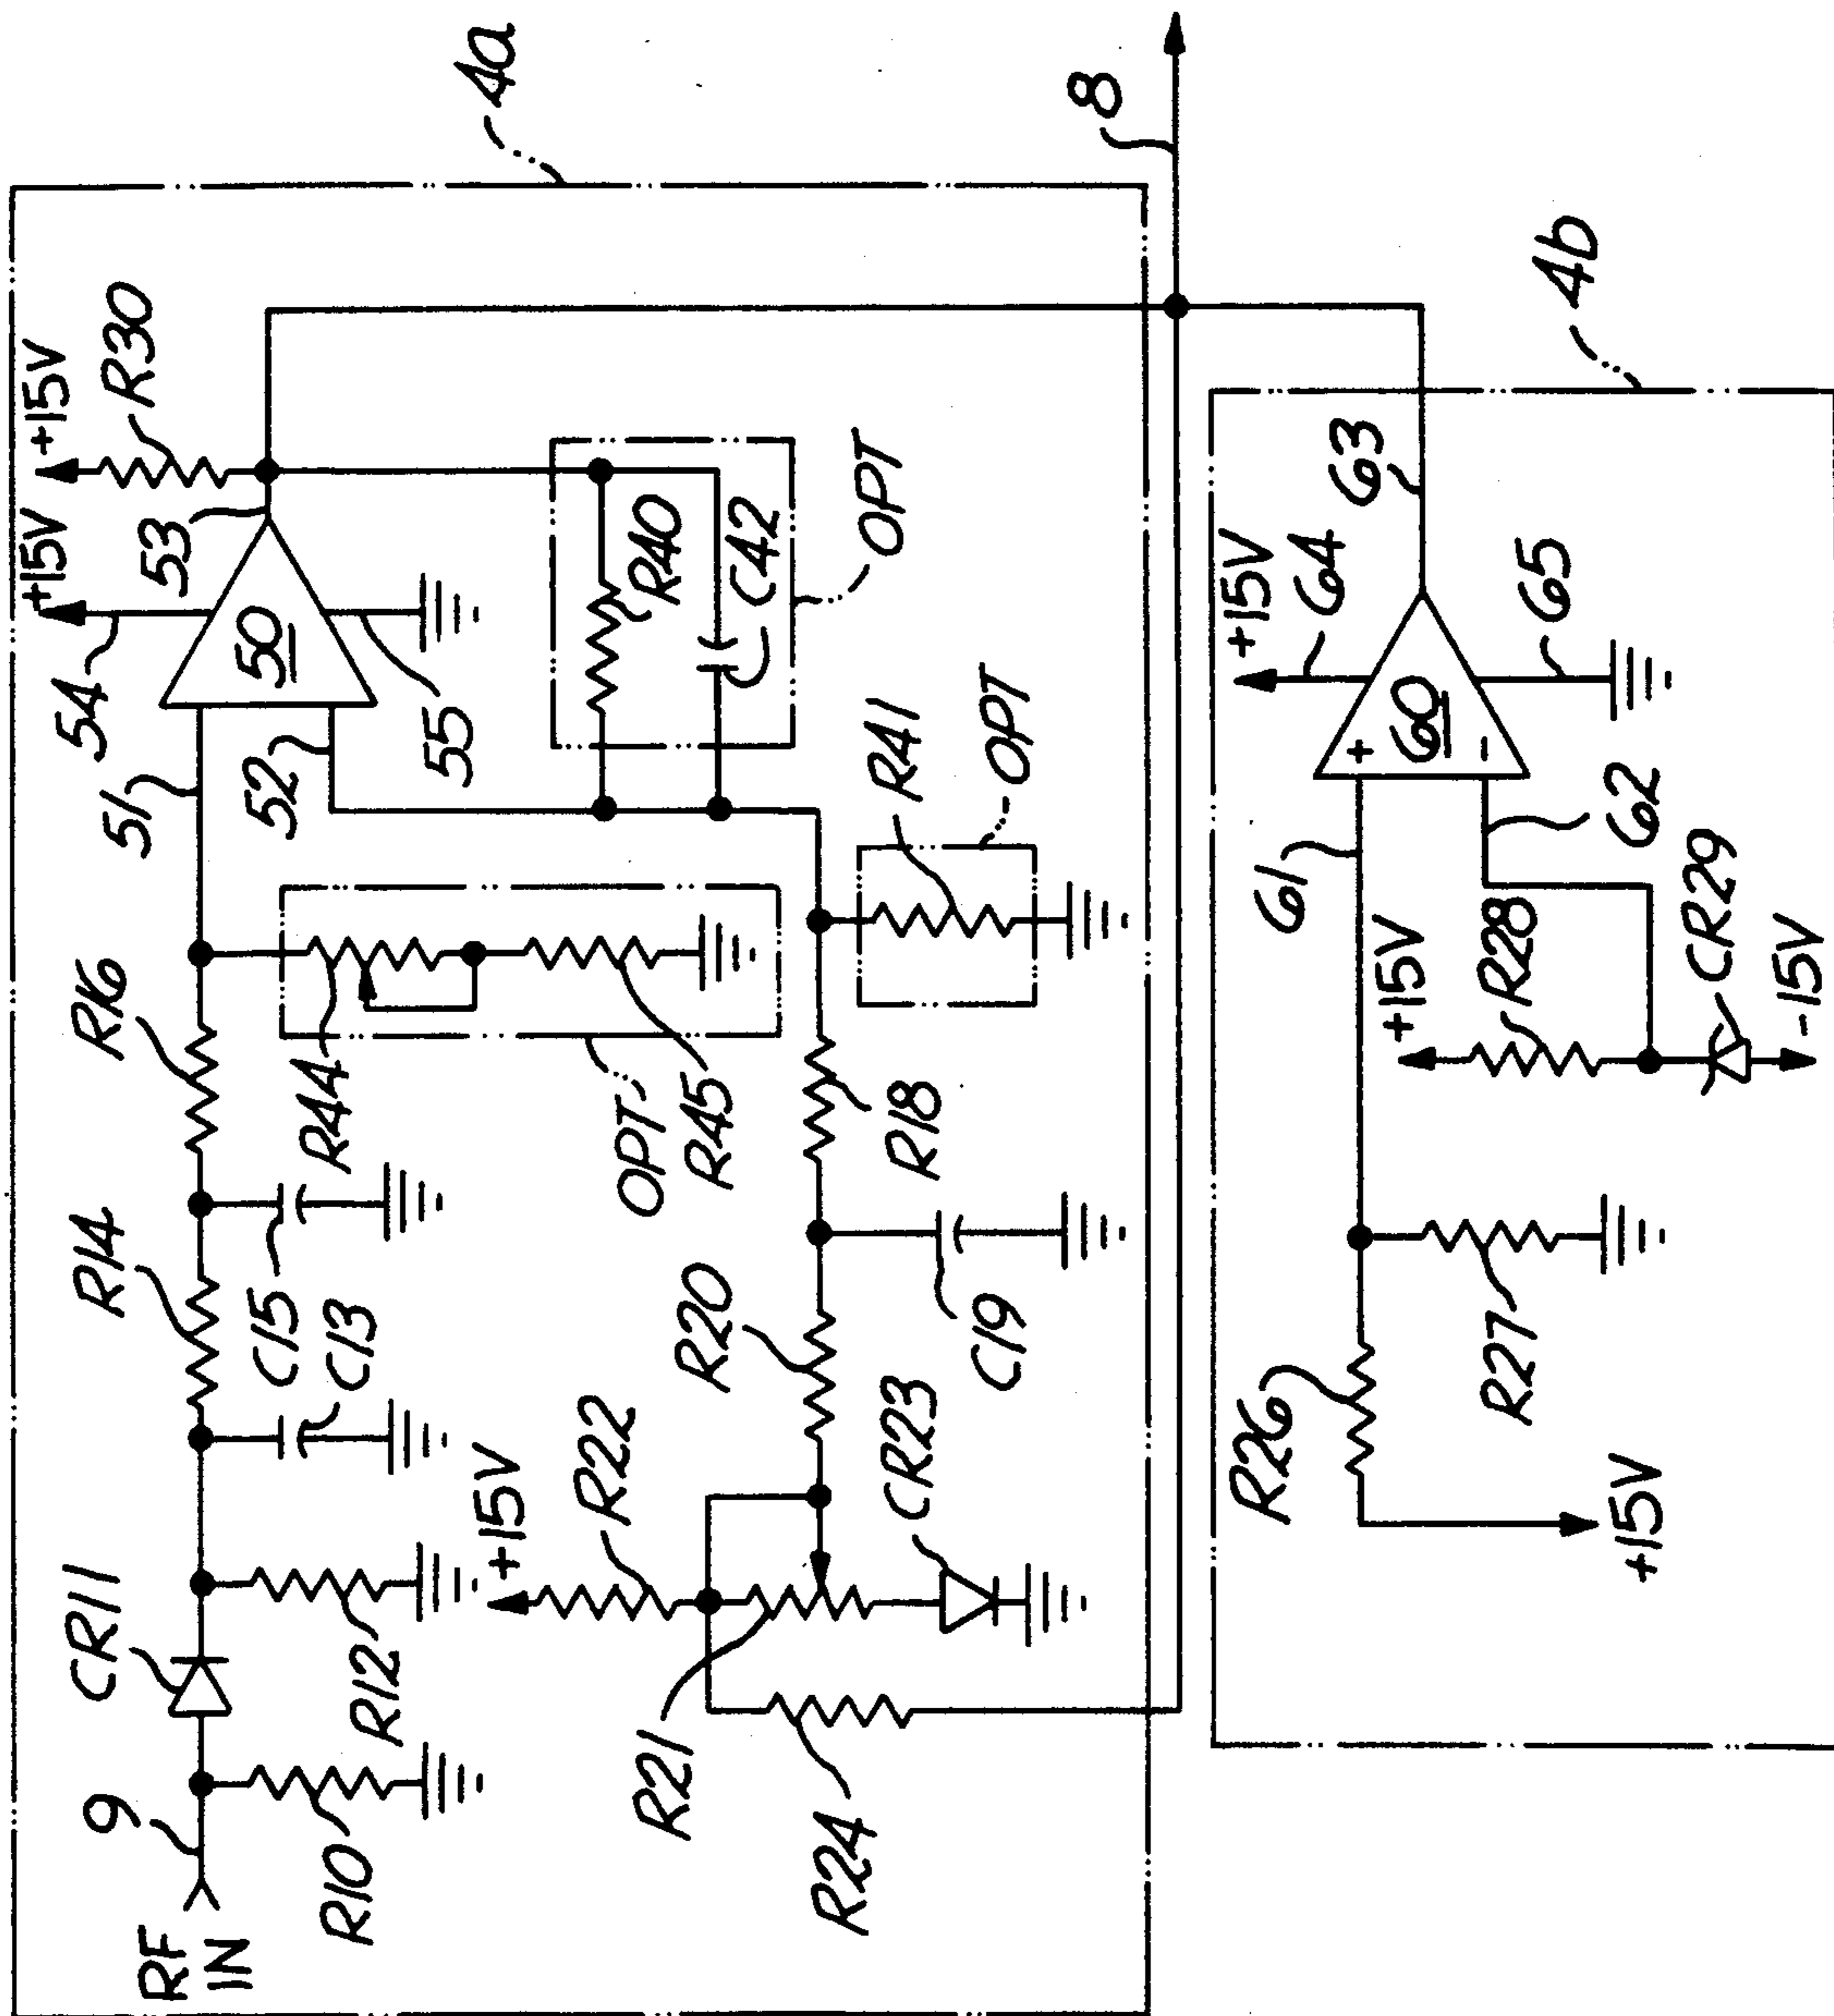 4a
+15V
+15V
R30
54
53
50
51
52
55
R40
C42
OPT
R16
R44
OPT
R45
R41
OPT
R14
C15
C13
R18
R20
C19
CR111
9
RF
IN
R10
R12
+15V
R22
R21
CR23
R24
8
4b
+15V
64
63
60
+
-
61
62
65
+15V
R28
CR29
-15V
R26
R27
+15V